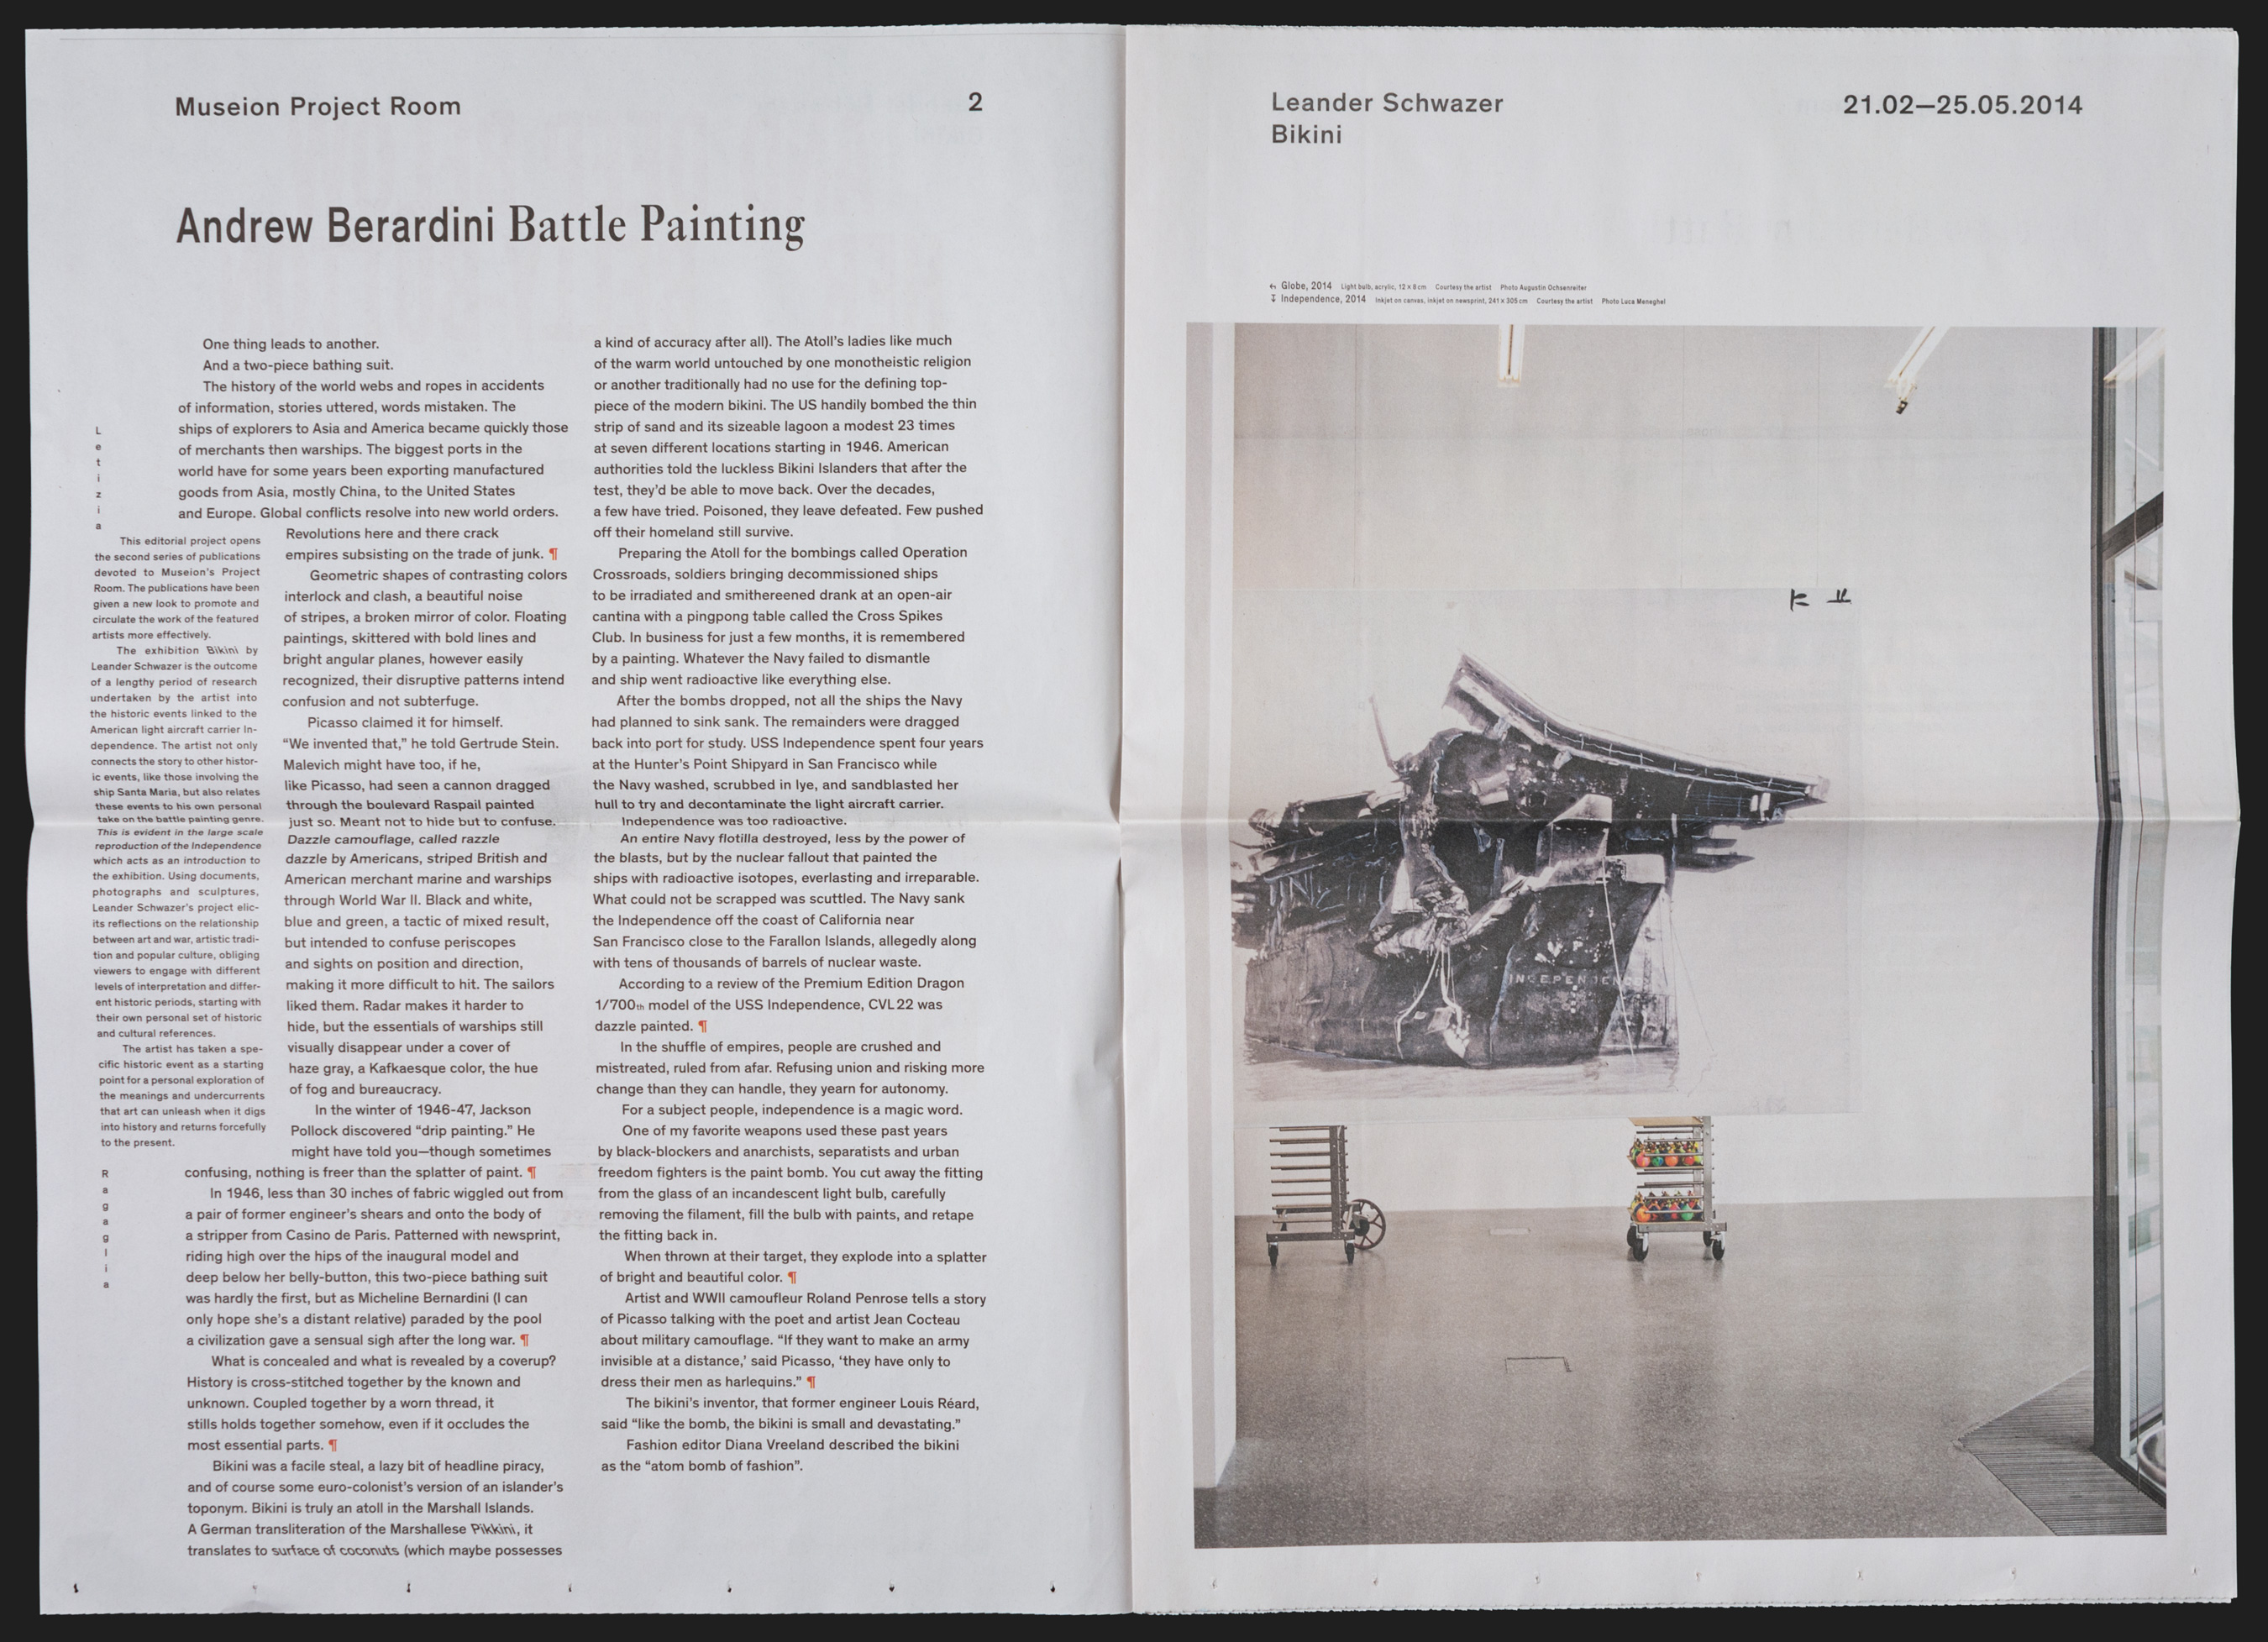 Museion Project Room
2
Andrew Berardini Battle Painting
One thing leads to another.
And a two-piece bathing suit.
The history of the world webs and ropes in accidents
of information, stories uttered, words mistaken. The
ships of explorers to Asia and America became quickly those
of merchants then warships. The biggest ports in the
world have for some years been exporting manufactured
goods from Asia, mostly China, to the United States
and Europe. Global conflicts resolve into new world orders.
Revolutions here and there crack
empires subsisting on the trade of junk. ¶
Geometric shapes of contrasting colors
interlock and clash, a beautiful noise
of stripes, a broken mirror of color. Floating
paintings, skittered with bold lines and
bright angular planes, however easily
recognized, their disruptive patterns intend
confusion and not subterfuge.
Picasso claimed it for himself.
“We invented that,” he told Gertrude Stein.
Malevich might have too, if he,
like Picasso, had seen a cannon dragged
through the boulevard Raspail painted
just so. Meant not to hide but to confuse.
Dazzle camouflage, called razzle
dazzle by Americans, striped British and
American merchant marine and warships
through World War II. Black and white,
blue and green, a tactic of mixed result,
but intended to confuse periscopes
and sights on position and direction,
making it more difficult to hit. The sailors
liked them. Radar makes it harder to
hide, but the essentials of warships still
visually disappear under a cover of
haze gray, a Kafkaesque color, the hue
of fog and bureaucracy.
In the winter of 1946-47, Jackson
Pollock discovered “drip painting.” He
might have told you—though sometimes
confusing, nothing is freer than the splatter of paint. ¶
In 1946, less than 30 inches of fabric wiggled out from
a pair of former engineer’s shears and onto the body of
a stripper from Casino de Paris. Patterned with newsprint,
riding high over the hips of the inaugural model and
deep below her belly-button, this two-piece bathing suit
was hardly the first, but as Micheline Bernardini (I can
only hope she’s a distant relative) paraded by the pool
a civilization gave a sensual sigh after the long war. ¶
What is concealed and what is revealed by a coverup?
History is cross-stitched together by the known and
unknown. Coupled together by a worn thread, it
stills holds together somehow, even if it occludes the
most essential parts. ¶
Bikini was a facile steal, a lazy bit of headline piracy,
and of course some euro-colonist’s version of an islander’s
toponym. Bikini is truly an atoll in the Marshall Islands.
A German transliteration of the Marshallese Pikkini, it
translates to surface of coconuts (which maybe possesses
a kind of accuracy after all). The Atoll’s ladies like much
of the warm world untouched by one monotheistic religion
or another traditionally had no use for the defining top-
piece of the modern bikini. The US handily bombed the thin
strip of sand and its sizeable lagoon a modest 23 times
at seven different locations starting in 1946. American
authorities told the luckless Bikini Islanders that after the
test, they’d be able to move back. Over the decades,
a few have tried. Poisoned, they leave defeated. Few pushed
off their homeland still survive.
Preparing the Atoll for the bombings called Operation
Crossroads, soldiers bringing decommissioned ships
to be irradiated and smithereened drank at an open-air
cantina with a pingpong table called the Cross Spikes
Club. In business for just a few months, it is remembered
by a painting. Whatever the Navy failed to dismantle
and ship went radioactive like everything else.
After the bombs dropped, not all the ships the Navy
had planned to sink sank. The remainders were dragged
back into port for study. USS Independence spent four years
at the Hunter’s Point Shipyard in San Francisco while
the Navy washed, scrubbed in lye, and sandblasted her
hull to try and decontaminate the light aircraft carrier.
Independence was too radioactive.
An entire Navy flotilla destroyed, less by the power of
the blasts, but by the nuclear fallout that painted the
ships with radioactive isotopes, everlasting and irreparable.
What could not be scrapped was scuttled. The Navy sank
the Independence off the coast of California near
San Francisco close to the Farallon Islands, allegedly along
with tens of thousands of barrels of nuclear waste.
According to a review of the Premium Edition Dragon
1/700th model of the USS Independence, CVL 22 was
dazzle painted. ¶
In the shuffle of empires, people are crushed and
mistreated, ruled from afar. Refusing union and risking more
change than they can handle, they yearn for autonomy.
For a subject people, independence is a magic word.
One of my favorite weapons used these past years
by black-blockers and anarchists, separatists and urban
freedom fighters is the paint bomb. You cut away the fitting
from the glass of an incandescent light bulb, carefully
removing the filament, fill the bulb with paints, and retape
the fitting back in.
When thrown at their target, they explode into a splatter
of bright and beautiful color. ¶
Artist and WWII camoufleur Roland Penrose tells a story
of Picasso talking with the poet and artist Jean Cocteau
about military camouflage. “If they want to make an army
invisible at a distance,’ said Picasso, ‘they have only to
dress their men as harlequins.” ¶
The bikini’s inventor, that former engineer Louis Réard,
said “like the bomb, the bikini is small and devastating.”
Fashion editor Diana Vreeland described the bikini
as the “atom bomb of fashion”.
Letizia
This editorial project opens
the second series of publications
devoted to Museion’s Project
Room. The publications have been
given a new look to promote and
circulate the work of the featured
artists more effectively.
The exhibition Bikini by
Leander Schwazer is the outcome
of a lengthy period of research
undertaken by the artist into
the historic events linked to the
American light aircraft carrier In-
dependence. The artist not only
connects the story to other histor-
ic events, like those involving the
ship Santa Maria, but also relates
these events to his own personal
take on the battle painting genre.
This is evident in the large scale
reproduction of the Independence
which acts as an introduction to
the exhibition. Using documents,
photographs and sculptures,
Leander Schwazer’s project elic-
its reflections on the relationship
between art and war, artistic tradi-
tion and popular culture, obliging
viewers to engage with different
levels of interpretation and differ-
ent historic periods, starting with
their own personal set of historic
and cultural references.
The artist has taken a spe-
cific historic event as a starting
point for a personal exploration of
the meanings and undercurrents
that art can unleash when it digs
into history and returns forcefully
to the present.
Ragaglia
Leander Schwazer
Bikini
21.02—25.05.2014
Globe, 2014 Light bulb, acrylic, 12 × 8 cm Courtesy the artist Photo Augustin Ochsenreiter
Independence, 2014 Inkjet on canvas, inkjet on newsprint, 241 × 305 cm Courtesy the artist Photo Luca Meneghel
INDEPENDENCE